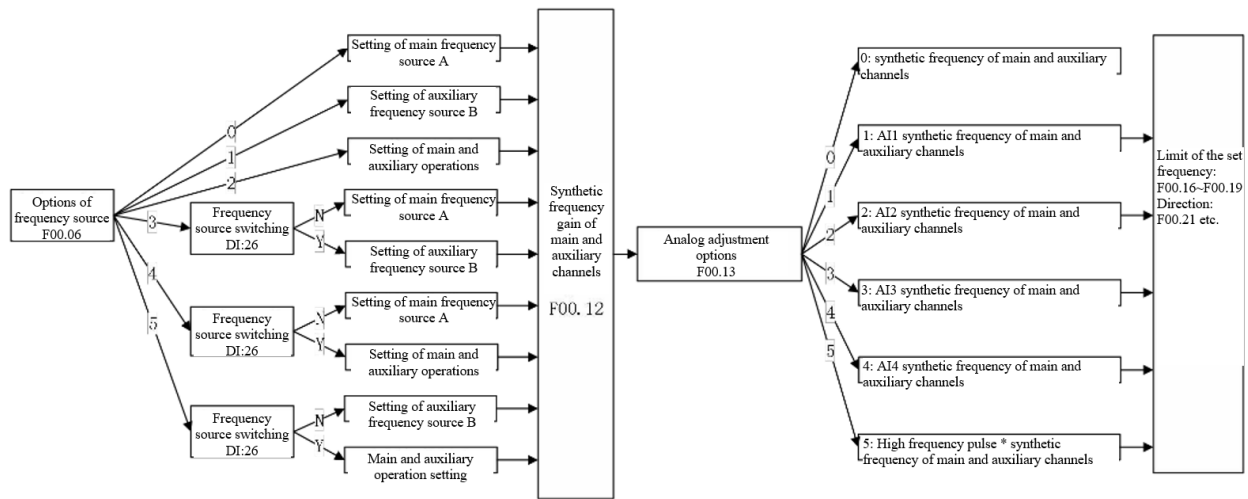 Options of
frequency source
F00.06
0
1
2
3
4
5
Frequency
source switching
DI:26
Frequency
source switching
DI:26
Frequency
source switching
DI:26
N
Y
N
Y
N
Y
Setting of main frequency
source A
Setting of auxiliary
frequency source B
Setting of main and
auxiliary operations
Setting of main frequency
source A
Setting of auxiliary
frequency source B
Setting of main frequency
source A
Setting of main and
auxiliary operations
Setting of auxiliary
frequency source B
Main and auxiliary
operation setting
Synthetic
frequency
gain of
main and
auxiliary
channels
F00.12
Analog adjustment
options
F00.13
0
1
2
3
4
5
0: synthetic frequency of main and auxiliary
channels
1: AI1 synthetic frequency of main and
auxiliary channels
2: AI2 synthetic frequency of main and
auxiliary channels
3: AI3 synthetic frequency of main and
auxiliary channels
4: AI4 synthetic frequency of main and
auxiliary channels
5: High frequency pulse * synthetic
frequency of main and auxiliary channels
Limit of the set
frequency:
F00.16~F00.19
Direction:
F00.21 etc.